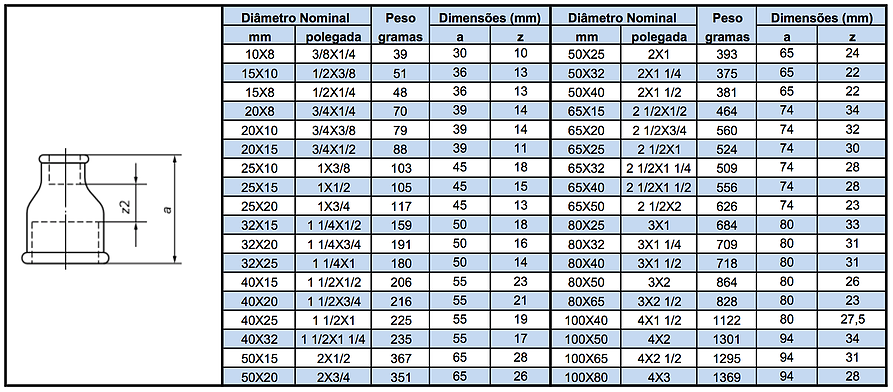 Diâmetro Nominal Peso Dimensões (mm) Diâmetro Nominal Peso Dimensões (mm)
mm polegada gramas a z mm polegada gramas a z
10X8 3/8X1/4 39 30 10 50X25 2X1 393 65 24
15X10 1/2X3/8 51 36 13 50X32 2X1 1/4 375 65 22
15X8 1/2X1/4 48 36 13 50X40 2X1 1/2 381 65 22
20X8 3/4X1/4 70 39 14 65X15 2 1/2X1/2 464 74 34
20X10 3/4X3/8 79 39 14 65X20 2 1/2X3/4 560 74 32
20X15 3/4X1/2 88 39 11 65X25 2 1/2X1 524 74 30
25X10 1X3/8 103 45 18 65X32 2 1/2X1 1/4 509 74 28
25X15 1X1/2 105 45 15 65X40 2 1/2X1 1/2 556 74 28
25X20 1X3/4 117 45 13 65X50 2 1/2X2 626 74 23
32X15 1 1/4X1/2 159 50 18 80X25 3X1 684 80 33
32X20 1 1/4X3/4 191 50 16 80X32 3X1 1/4 709 80 31
32X25 1 1/4X1 180 50 14 80X40 3X1 1/2 718 80 31
40X15 1 1/2X1/2 206 55 23 80X50 3X2 864 80 26
40X20 1 1/2X3/4 216 55 21 80X65 3X2 1/2 828 80 23
40X25 1 1/2X1 225 55 19 100X40 4X1 1/2 1122 80 27,5
40X32 1 1/2X1 1/4 235 55 17 100X50 4X2 1301 94 34
50X15 2X1/2 367 65 28 100X65 4X2 1/2 1295 94 31
50X20 2X3/4 351 65 26 100X80 4X3 1369 94 28
z2
a